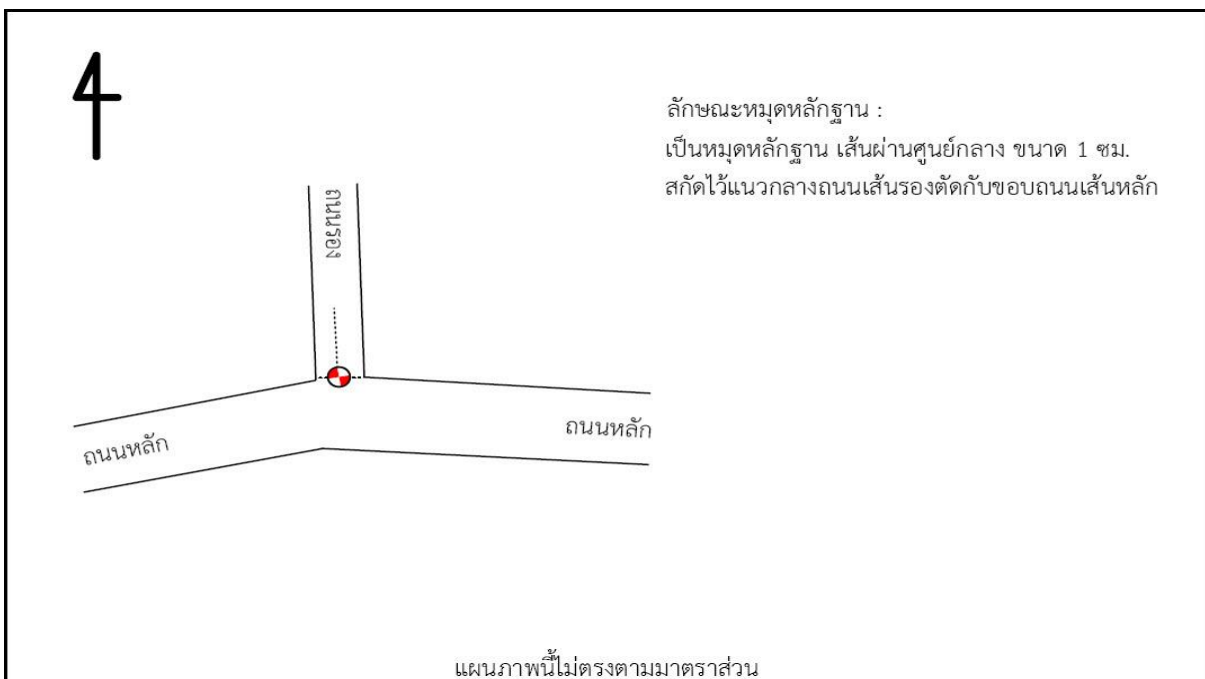 ลักษณะหมุดหลักฐาน :
เป็นหมุดหลักฐาน เส้นผ่านศูนย์กลาง ขนาด 1 ซม.
สกัดไว้แนวกลางถนนเส้นรองตัดกับขอบถนนเส้นหลัก
ถนนรอง
ถนนหลัก
ถนนหลัก
แผนภาพนี้ไม่ตรงตามมาตราส่วน